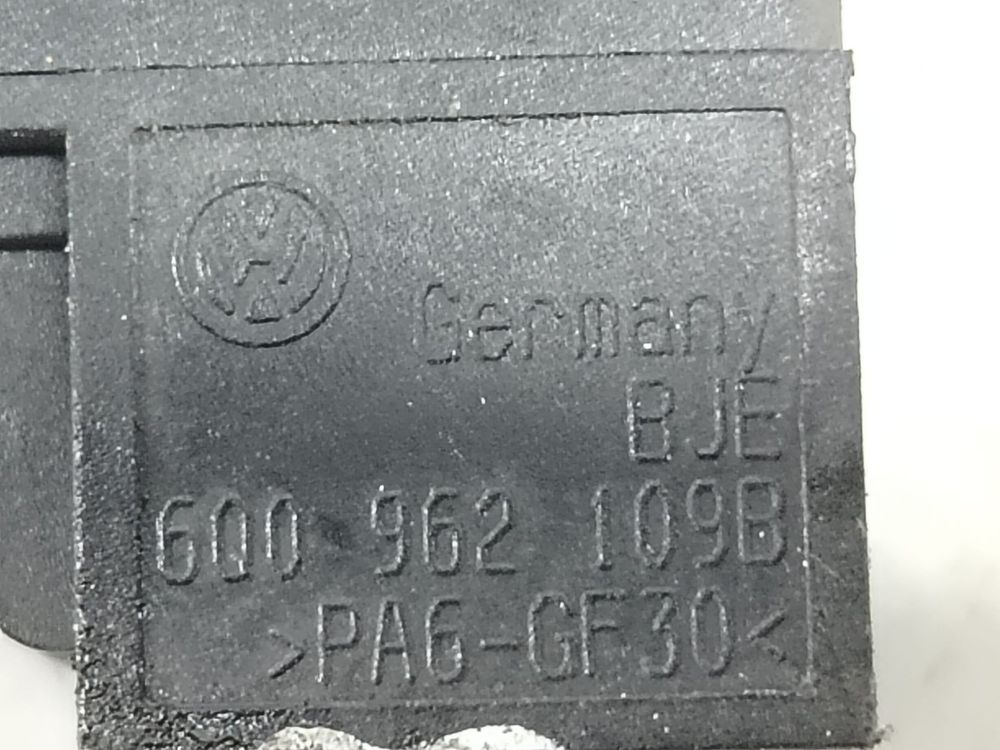 Germany
BJE
6Q0 962 109B
>PA6-GF30<